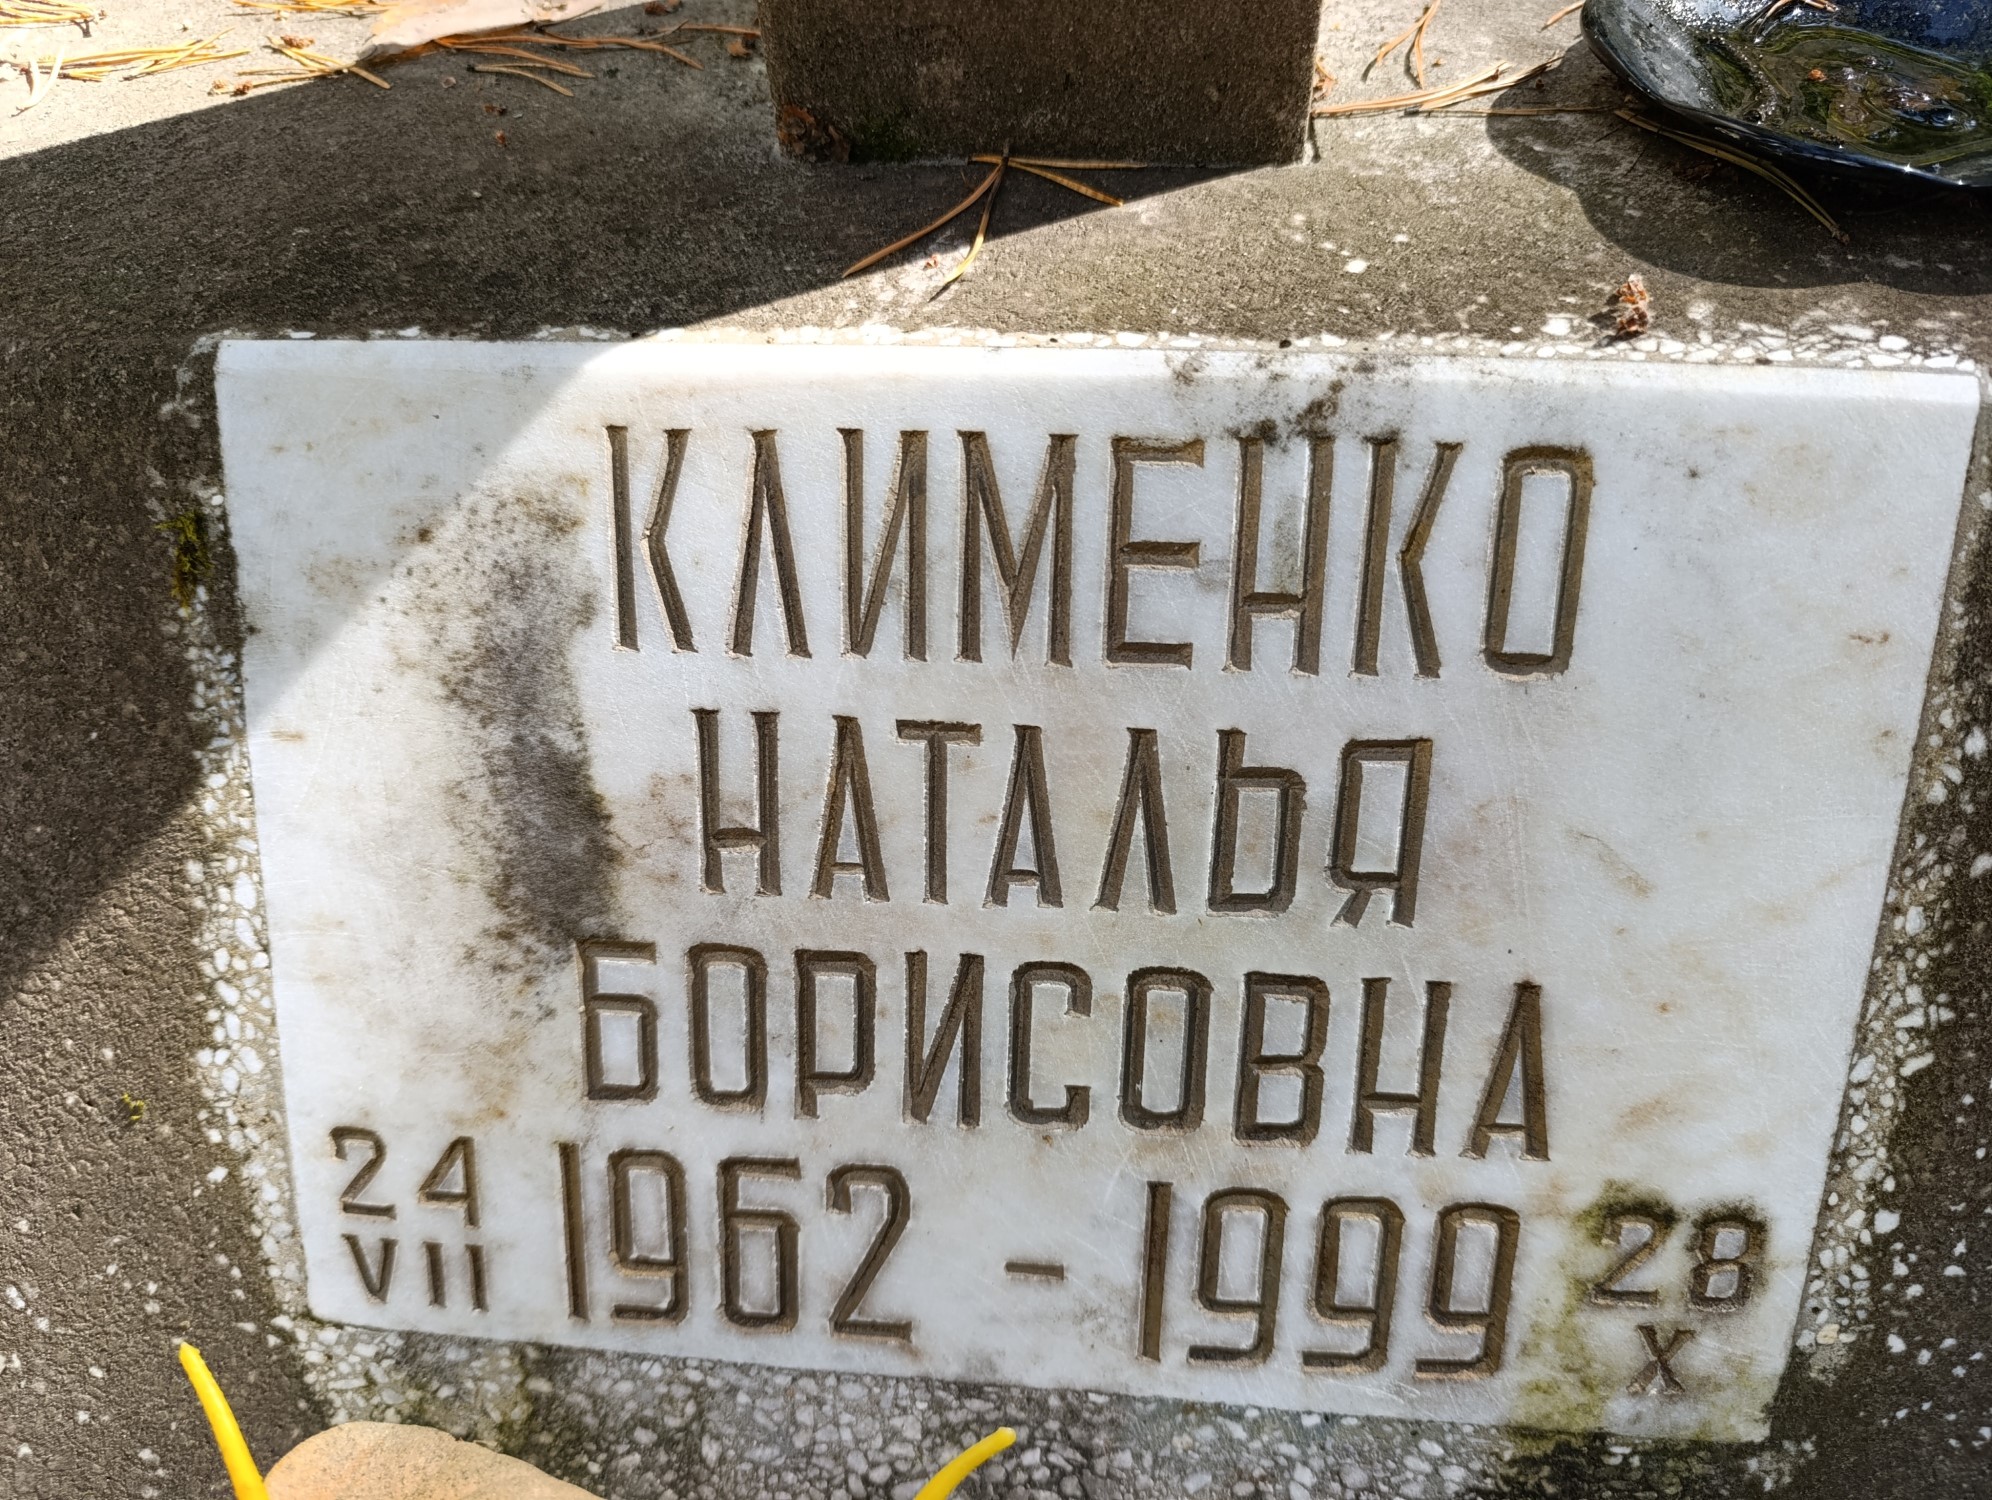 КЛИМЕНКО
НАТАЛЬЯ
БОРИСОВНА
24 VII 1962 - 1999 28 X